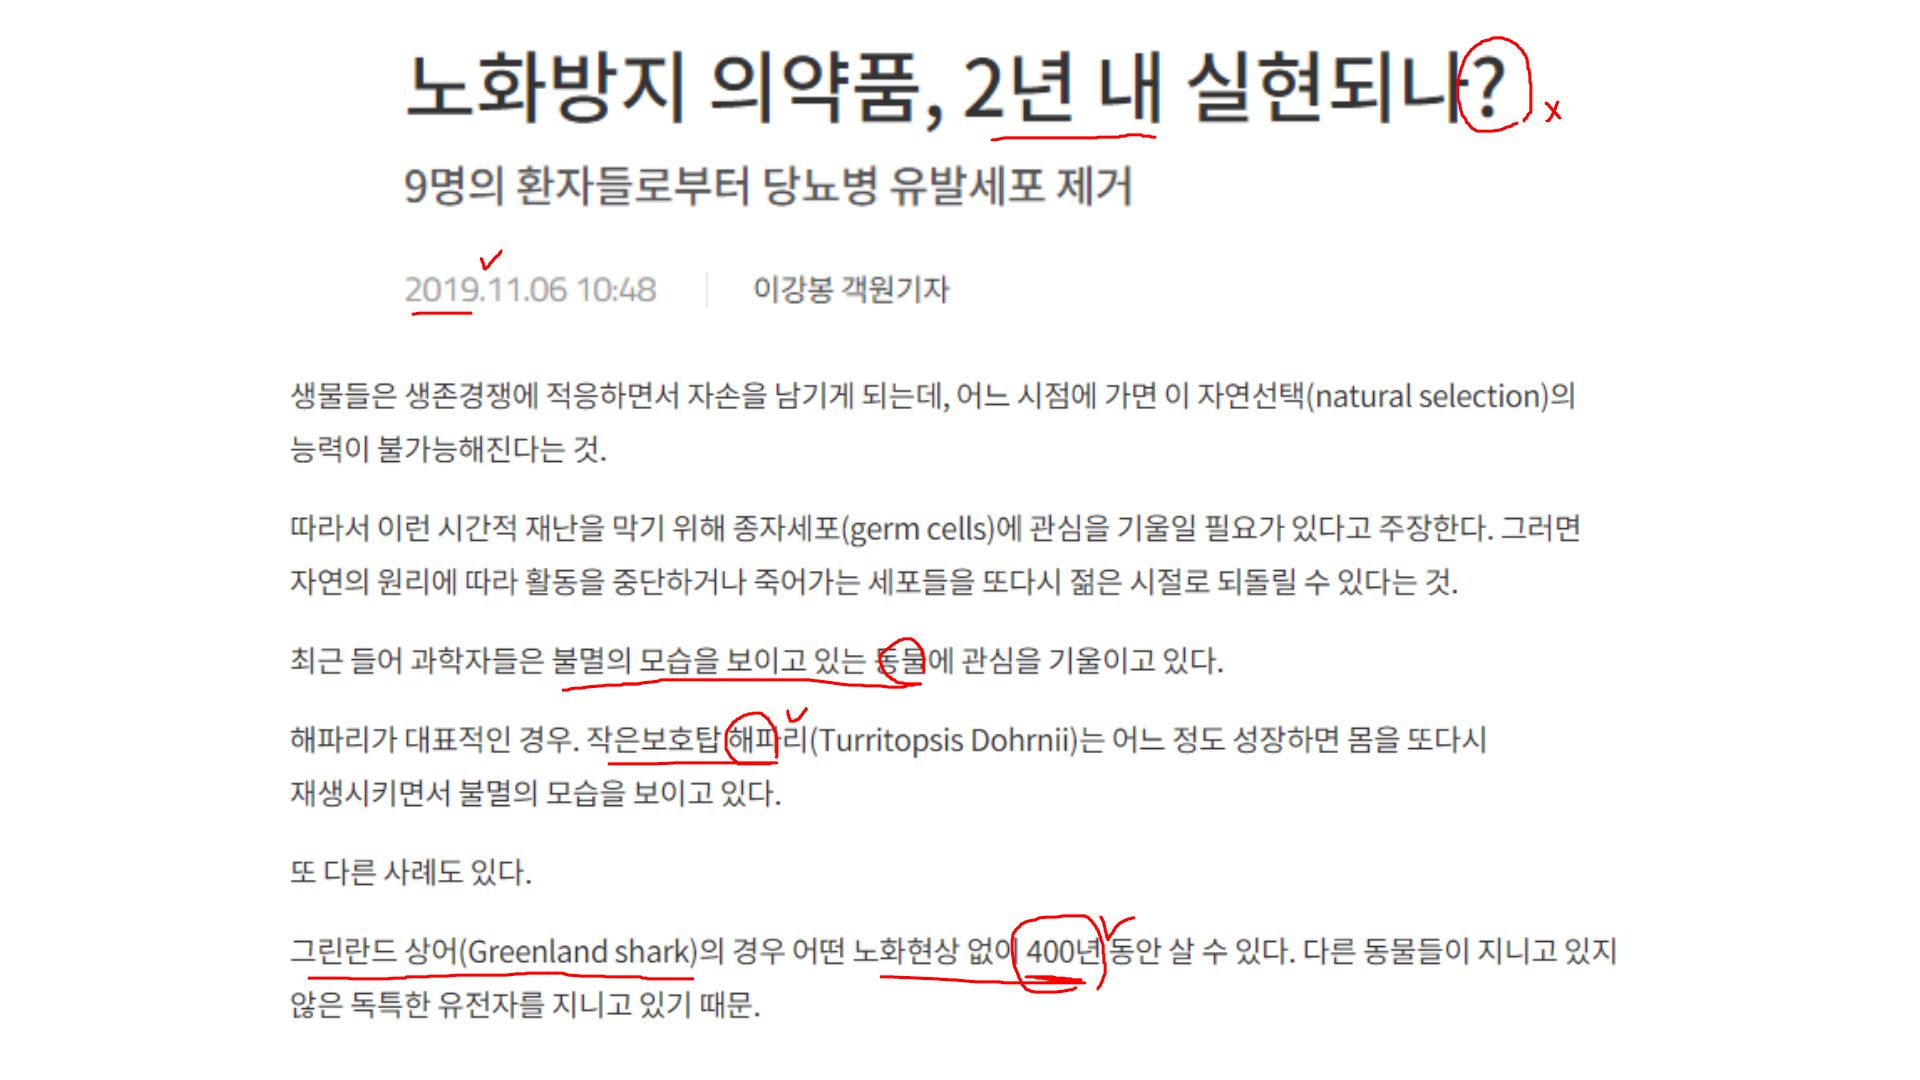 노화방지 의약품, 2년 내 실현되나? x
9명의 환자들로부터 당뇨병 유발세포 제거
2019.11.06 10:48 이강봉 객원기자
생물들은 생존경쟁에 적응하면서 자손을 남기게 되는데, 어느 시점에 가면 이 자연선택(natural selection)의
능력이 불가능해진다는 것.
따라서 이런 시간적 재난을 막기 위해 종자세포(germ cells)에 관심을 기울일 필요가 있다고 주장한다. 그러면
자연의 원리에 따라 활동을 중단하거나 죽어가는 세포들을 또다시 젊은 시절로 되돌릴 수 있다는 것.
최근 들어 과학자들은 불멸의 모습을 보이고 있는 동물에 관심을 기울이고 있다.
해파리가 대표적인 경우. 작은보호탑 해파리(Turritopsis Dohrnii)는 어느 정도 성장하면 몸을 또다시
재생시키면서 불멸의 모습을 보이고 있다.
또 다른 사례도 있다.
그린란드 상어(Greenland shark)의 경우 어떤 노화현상 없이 400년 동안 살 수 있다. 다른 동물들이 지니고 있지
않은 독특한 유전자를 지니고 있기 때문.